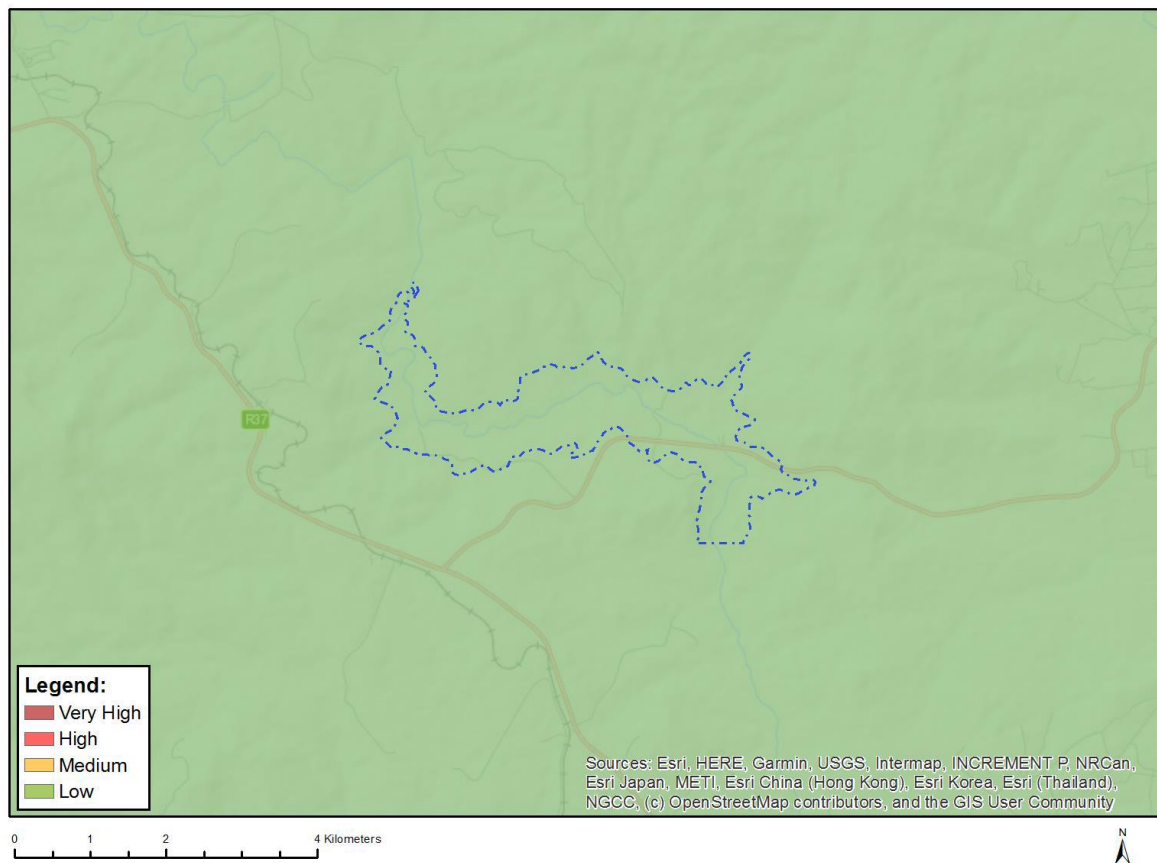 R37
Legend:
Very High
High
Medium
Low
Sources: Esri, HERE, Garmin, USGS, Intermap, INCREMENT P, NRCan,
Esri Japan, METI, Esri China (Hong Kong), Esri Korea, Esri (Thailand),
NGCC, (c) OpenStreetMap contributors, and the GIS User Community
0 1 2 4 Kilometers
N